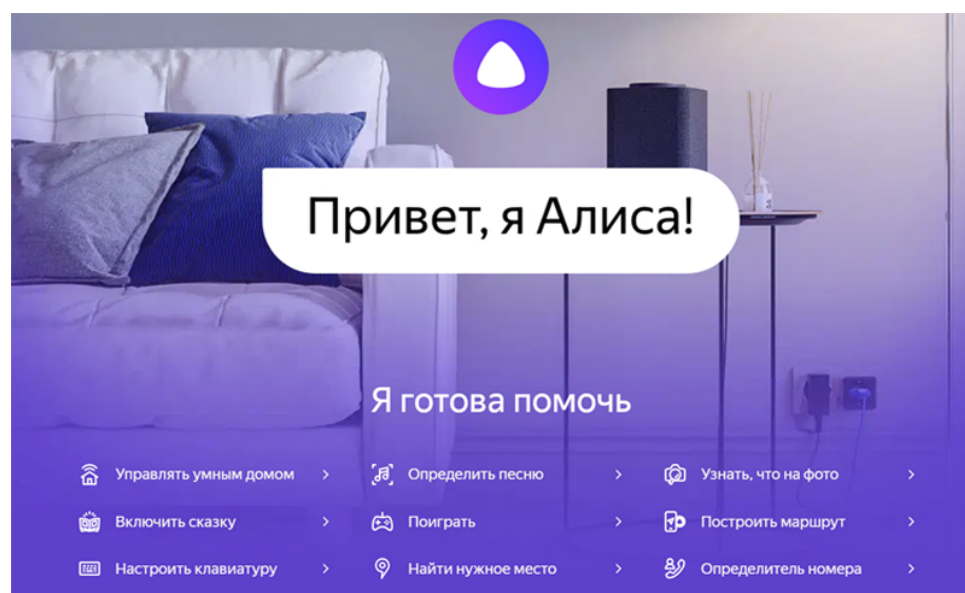 Привет, я Алиса!
Я готова помочь
Управлять умным домом
Определить песню
Узнать, что на фото
Включить сказку
Поиграть
Построить маршрут
Настроить клавиатуру
Найти нужное место
Определитель номера